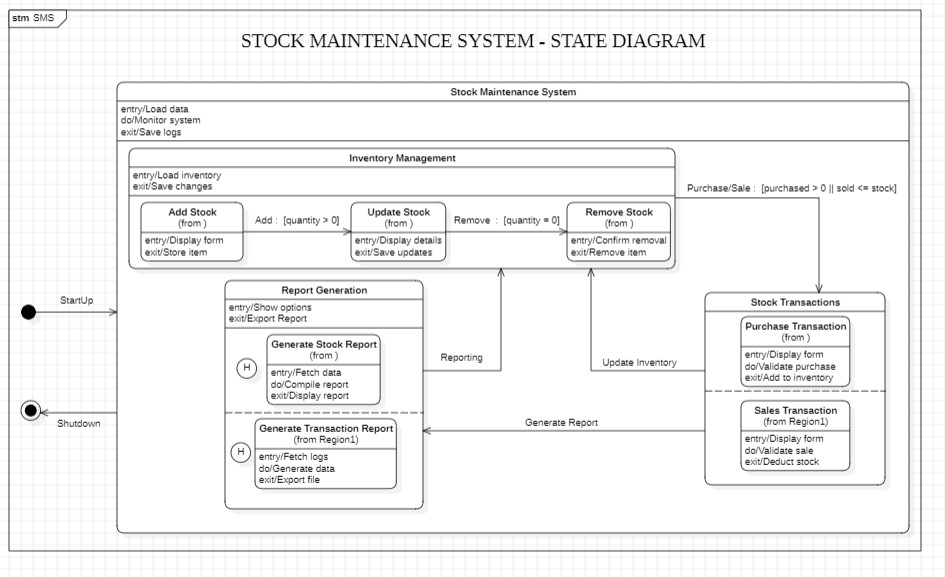 stm SMS
STOCK MAINTENANCE SYSTEM - STATE DIAGRAM
Stock Maintenance System
entry/Load data
do/Monitor system
exit/Save logs
Inventory Management
entry/Load inventory
exit/Save changes
Add Stock
(from )
entry/Display form
exit/Store item
Add : [quantity > 0]
Update Stock
(from )
entry/Display details
exit/Save updates
Remove : [quantity = 0]
Remove Stock
(from )
entry/Confirm removal
exit/Remove item
Purchase/Sale : [purchased > 0 || sold <= stock]
StartUp
Shutdown
Report Generation
entry/Show options
exit/Export Report
H
Generate Stock Report
(from )
entry/Fetch data
do/Compile report
exit/Display report
H
Generate Transaction Report
(from Region1)
entry/Fetch logs
do/Generate data
exit/Export file
Reporting
Update Inventory
Generate Report
Stock Transactions
Purchase Transaction
(from )
entry/Display form
do/Validate purchase
exit/Add to inventory
Sales Transaction
(from Region1)
entry/Display form
do/Validate sale
exit/Deduct stock